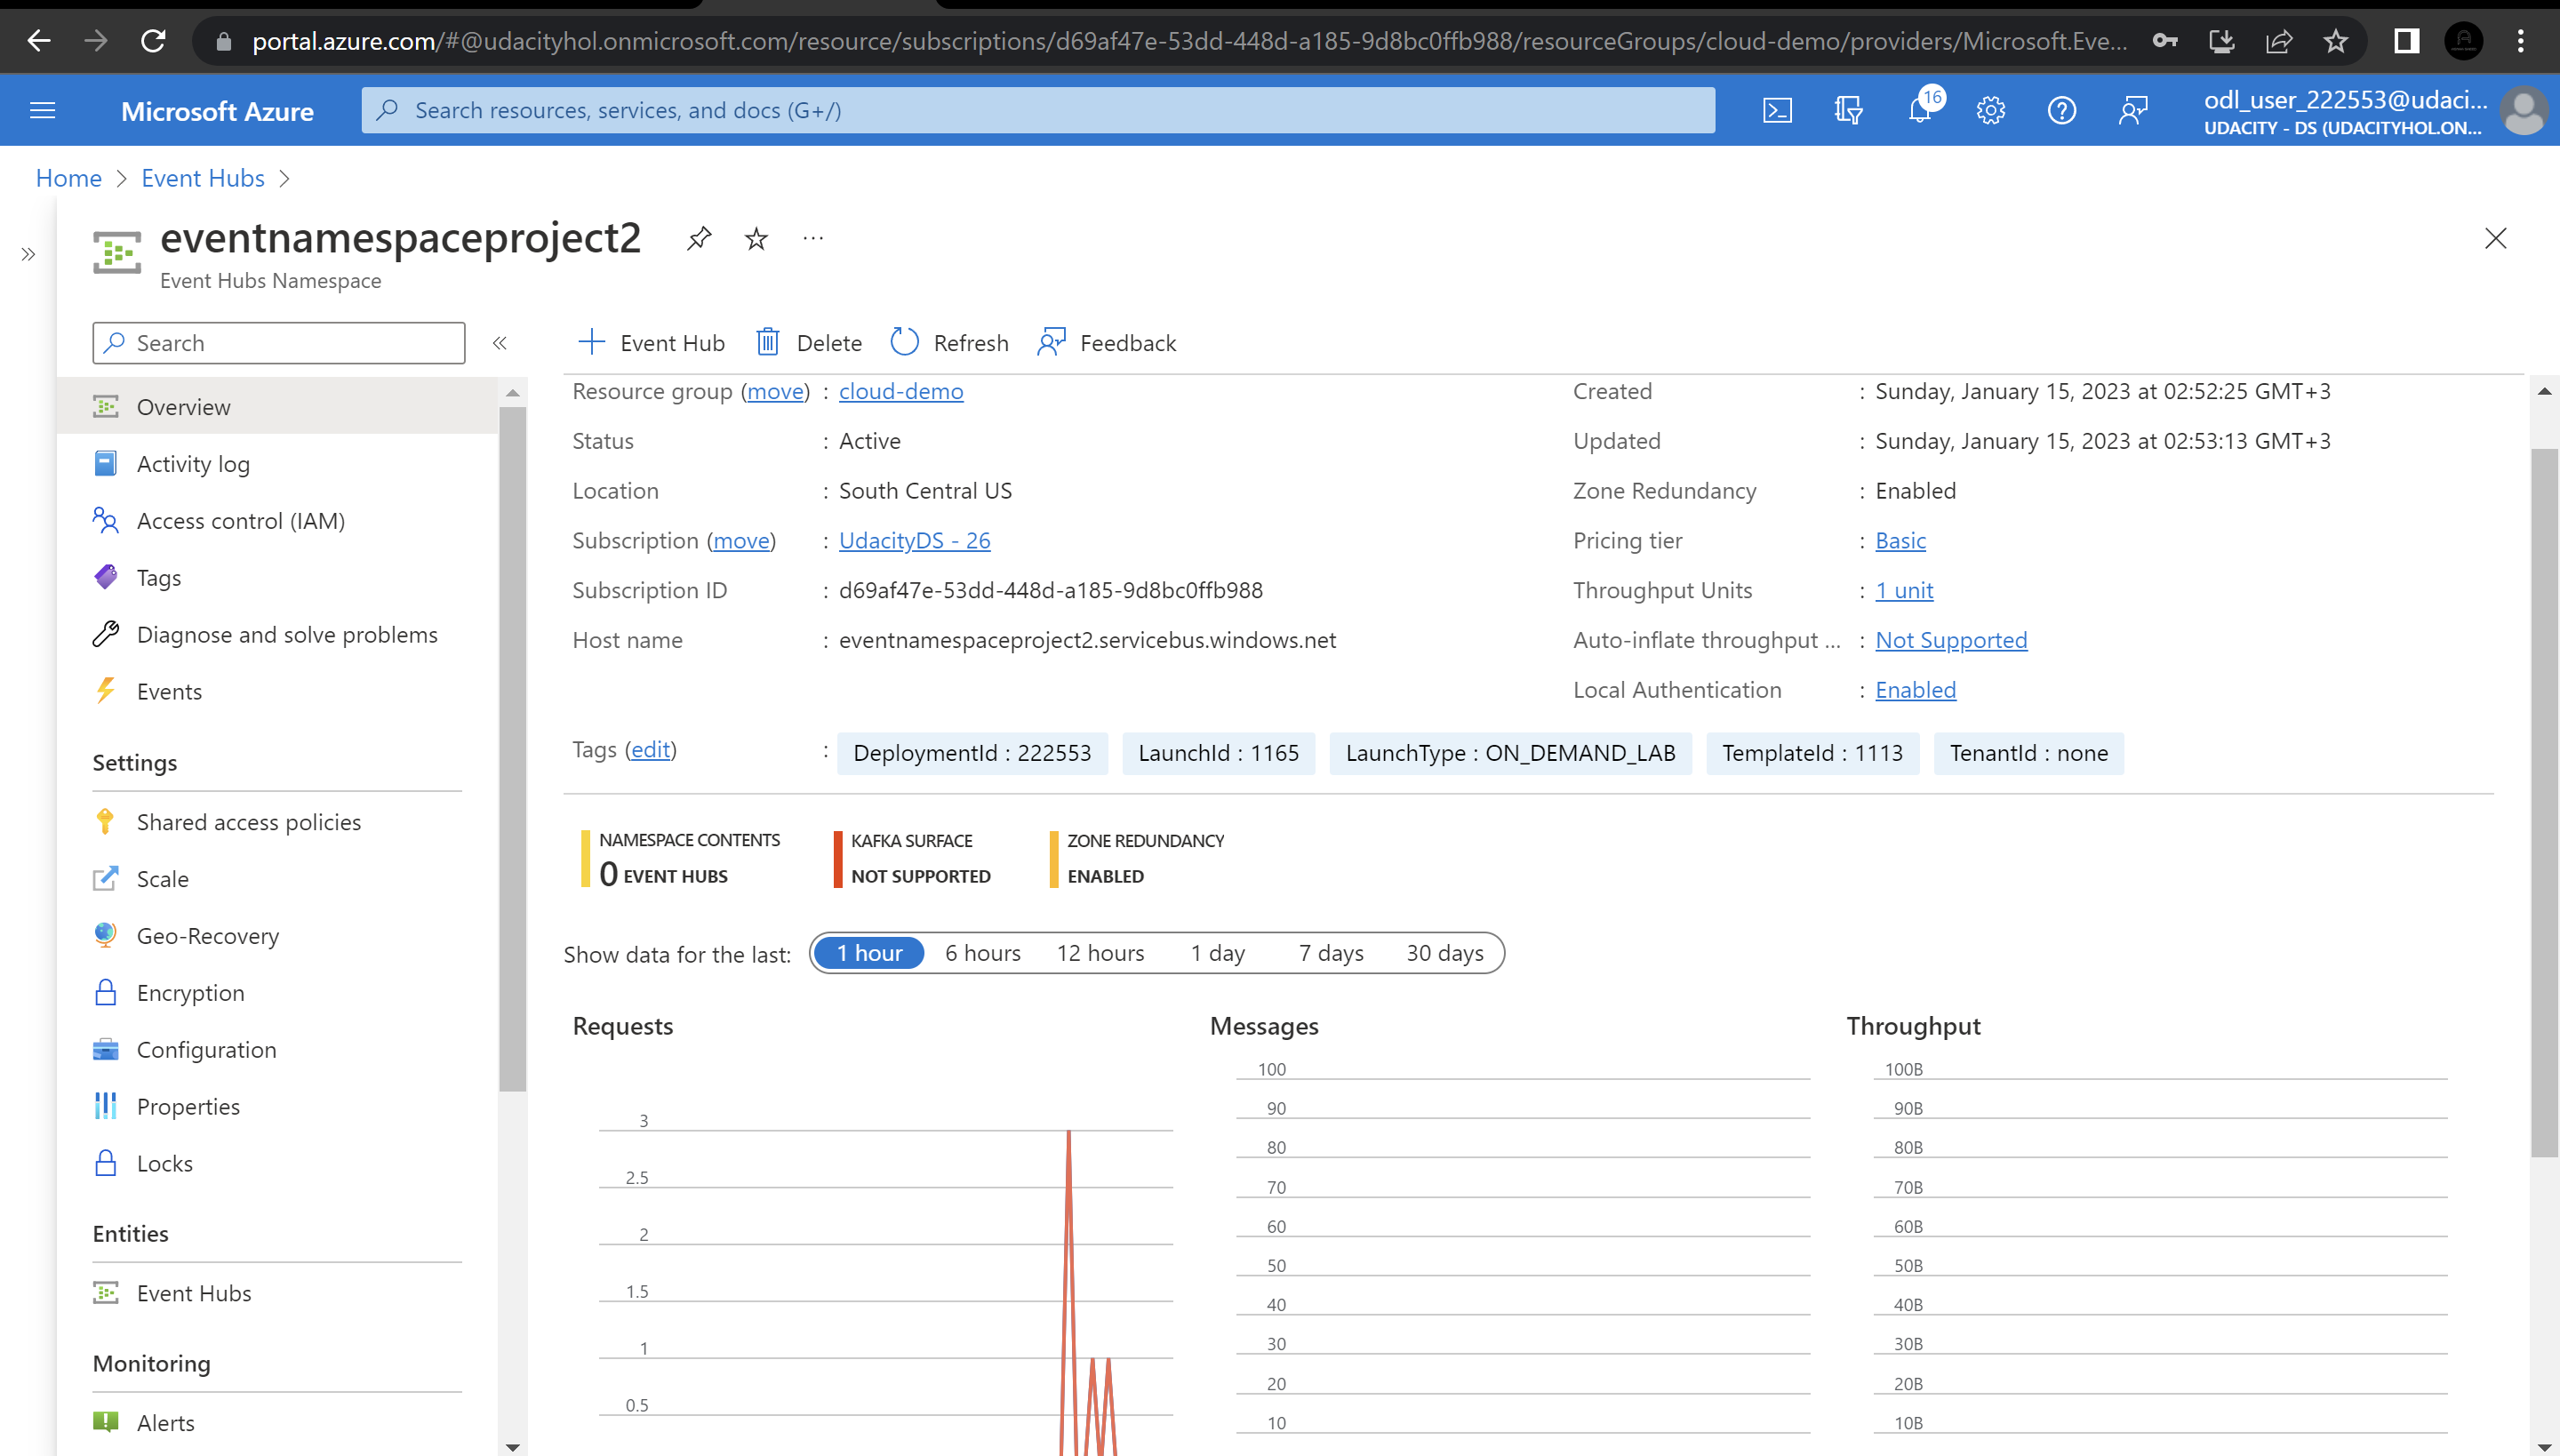 portal.azure.com/#@udacityhol.onmicrosoft.com/resource/subscriptions/d69af47e-53dd-448d-a185-9d8bc0ffb988/resourceGroups/cloud-demo/providers/Microsoft.Eve...
Microsoft Azure
Search resources, services, and docs (G+/)
16
odl_user_222553@udaci...
UDACITY - DS (UDACITYHOL.ON...
Home > Event Hubs >
eventnamespaceproject2
Event Hubs Namespace
Search
Event Hub
Delete
Refresh
Feedback
Overview
Activity log
Access control (IAM)
Tags
Diagnose and solve problems
Events
Settings
Shared access policies
Scale
Geo-Recovery
Encryption
Configuration
Properties
Locks
Entities
Event Hubs
Monitoring
Alerts
Resource group (move) : cloud-demo
Status : Active
Location : South Central US
Subscription (move) : UdacityDS - 26
Subscription ID : d69af47e-53dd-448d-a185-9d8bc0ffb988
Host name : eventnamespaceproject2.servicebus.windows.net
Created : Sunday, January 15, 2023 at 02:52:25 GMT+3
Updated : Sunday, January 15, 2023 at 02:53:13 GMT+3
Zone Redundancy : Enabled
Pricing tier : Basic
Throughput Units : 1 unit
Auto-inflate throughput ... : Not Supported
Local Authentication : Enabled
Tags (edit) : DeploymentId : 222553 LaunchId : 1165 LaunchType : ON_DEMAND_LAB TemplateId : 1113 TenantId : none
NAMESPACE CONTENTS
0 EVENT HUBS
KAFKA SURFACE
NOT SUPPORTED
ZONE REDUNDANCY
ENABLED
Show data for the last: 1 hour 6 hours 12 hours 1 day 7 days 30 days
Requests
3
2.5
2
1.5
1
0.5
Messages
100
90
80
70
60
50
40
30
20
10
Throughput
100B
90B
80B
70B
60B
50B
40B
30B
20B
10B